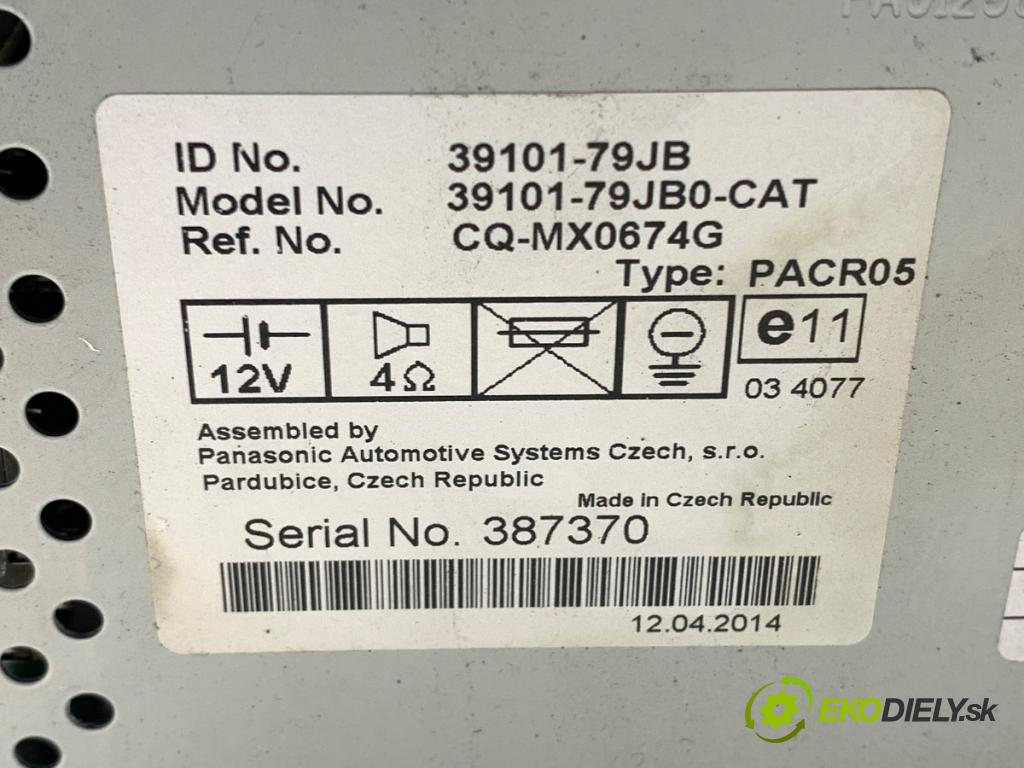 ID No. 39101-79JB
Model No. 39101-79JB0-CAT
Ref. No. CQ-MX0674G
Type: PACR05
12V 4Ω e11
03 4077
Assembled by
Panasonic Automotive Systems Czech, s.r.o.
Pardubice, Czech Republic
Made in Czech Republic
Serial No. 387370
12.04.2014
EKODIELY.sk